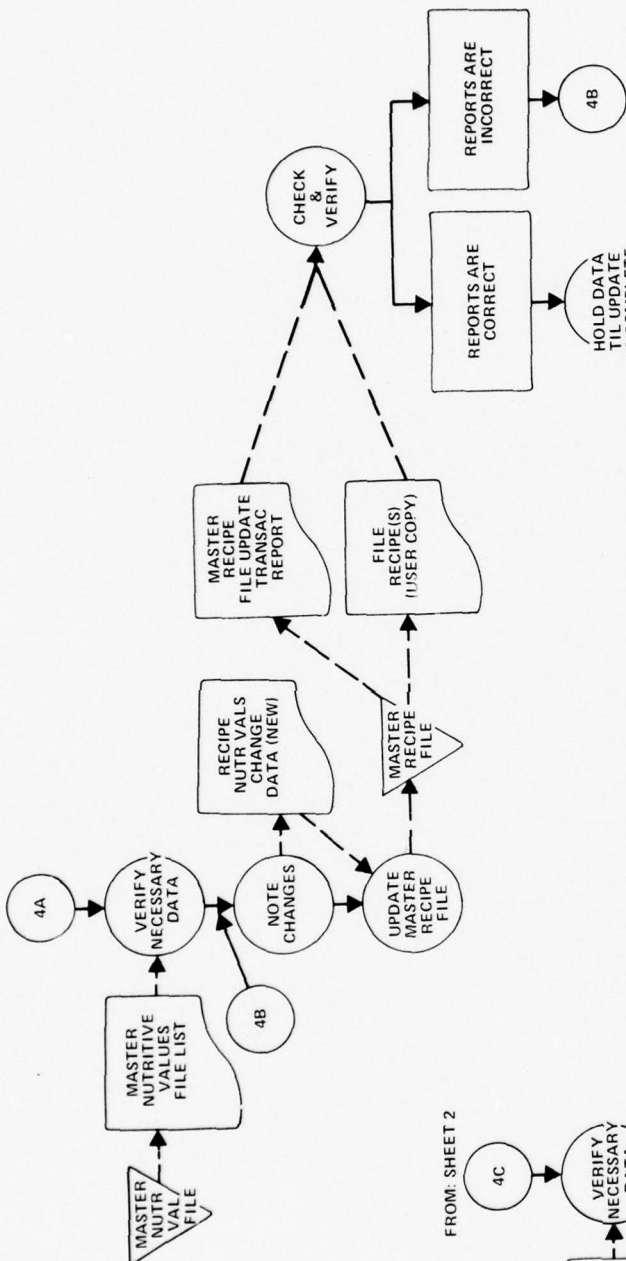 4A
MASTER
NUTR
VAL
FILE
MASTER
NUTRITIVE
VALUES
FILE LIST
VERIFY
NECESSARY
DATA
4B
NOTE
CHANGES
RECIPE
NUTR VALS
CHANGE
DATA (NEW)
UPDATE
MASTER
RECIPE
FILE
MASTER
RECIPE
FILE
MASTER
RECIPE
FILE UPDATE
TRANSAC
REPORT
FILE
RECIPE(S)
(USER COPY)
CHECK
&
VERIFY
REPORTS ARE
CORRECT
REPORTS ARE
INCORRECT
HOLD DATA
TIL UPDATE
4B
FROM: SHEET 2
4C
VERIFY
NECESSARY
DATA